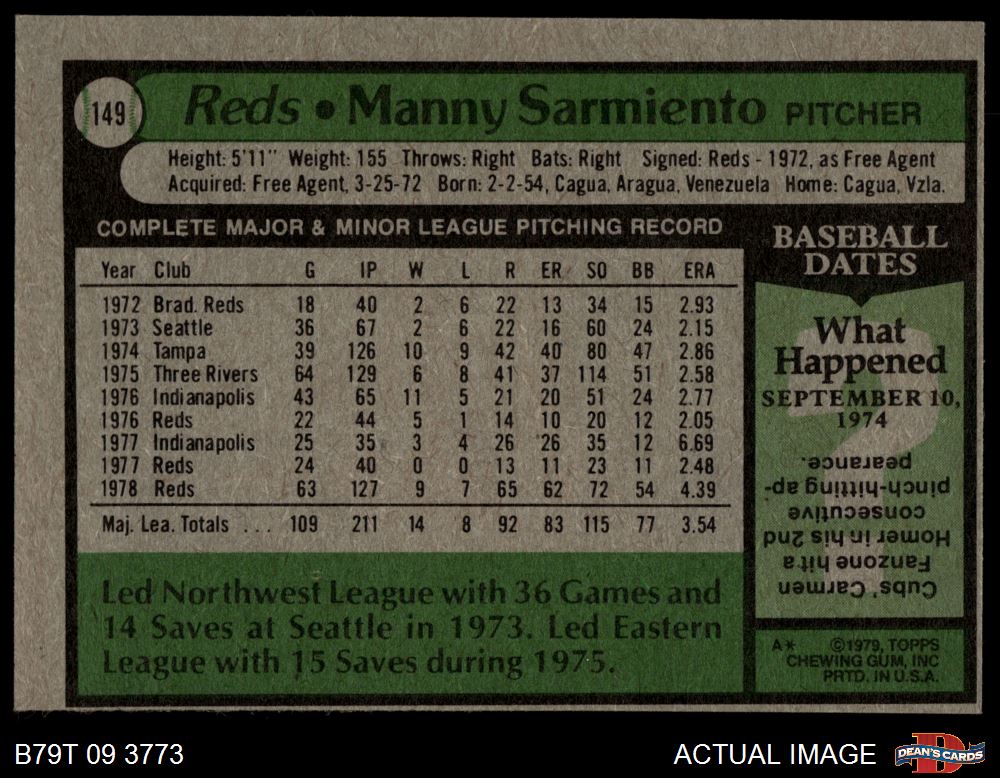 149
Reds • Manny Sarmiento PITCHER
Height: 5'11" Weight: 155 Throws: Right Bats: Right Signed: Reds - 1972, as Free Agent
Acquired: Free Agent, 3-25-72 Born: 2-2-54, Cagua, Aragua, Venezuela Home: Cagua, Vzla.
COMPLETE MAJOR & MINOR LEAGUE PITCHING RECORD
Year Club G IP W L R ER SO BB ERA
1972 Brad. Reds 18 40 2 6 22 13 34 15 2.93
1973 Seattle 36 67 2 6 22 16 60 24 2.15
1974 Tampa 39 126 10 9 42 40 80 47 2.86
1975 Three Rivers 64 129 6 8 41 37 114 51 2.58
1976 Indianapolis 43 65 11 5 21 20 51 24 2.77
1976 Reds 22 44 5 1 14 10 20 12 2.05
1977 Indianapolis 25 35 3 4 26 26 35 12 6.69
1977 Reds 24 40 0 0 13 11 23 11 2.48
1978 Reds 63 127 9 7 65 62 72 54 4.39
Maj. Lea. Totals ... 109 211 14 8 92 83 115 77 3.54
Led Northwest League with 36 Games and
14 Saves at Seattle in 1973. Led Eastern
League with 15 Saves during 1975.
BASEBALL
DATES
What
Happened
SEPTEMBER 10,
1974
Cubs' Carmen
Fanzone hit a
Homer in his 2nd
consecutive
pinch-hitting ap-
pearance.
A* ©1979, TOPPS
CHEWING GUM, INC
PRTD. IN U.S.A.
B79T 09 3773
ACTUAL IMAGE
DEAN'S CARDS